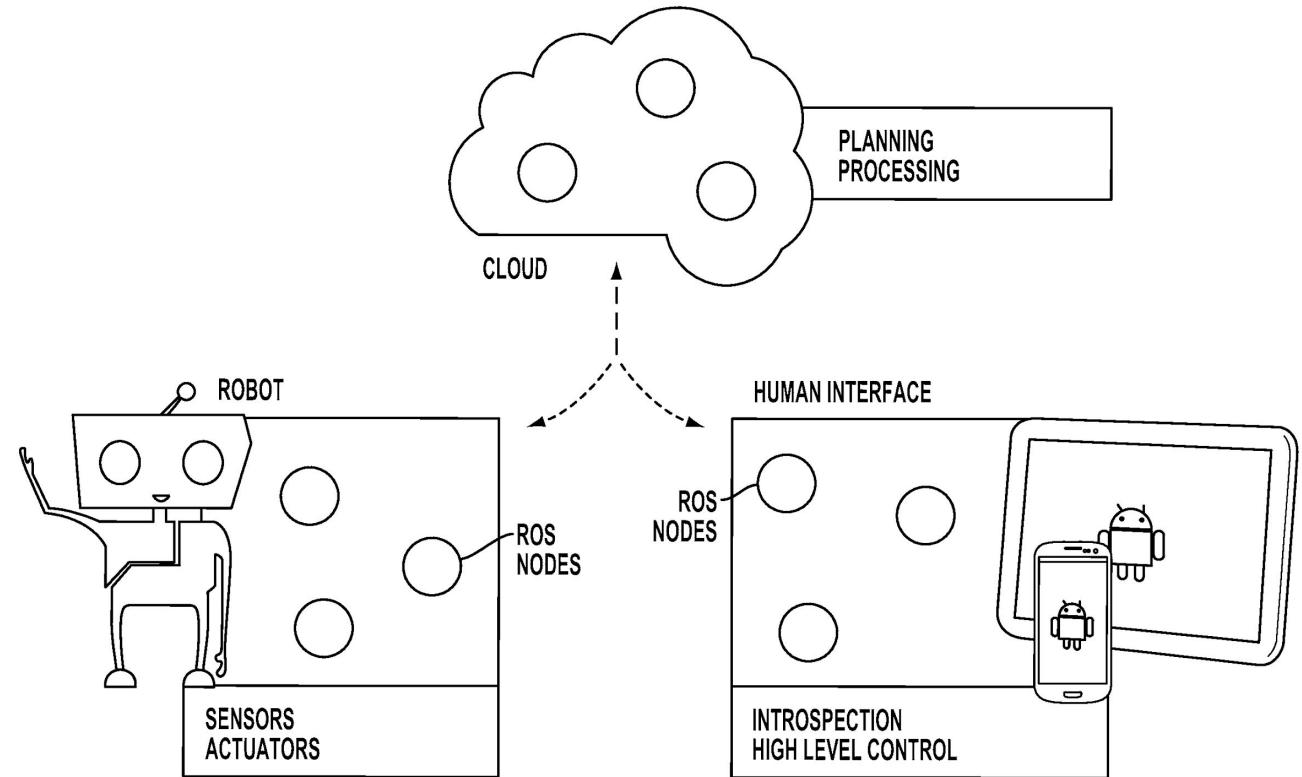 PLANNING
PROCESSING
CLOUD
ROBOT
HUMAN INTERFACE
ROS
NODES
ROS
NODES
SENSORS
ACTUATORS
INTROSPECTION
HIGH LEVEL CONTROL